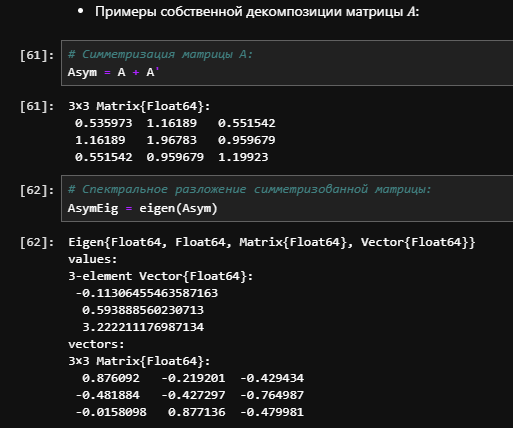 • Примеры собственной декомпозиции матрицы A:
[61]: # Симметризация матрицы A:
Asym = A + A'
[61]: 3×3 Matrix{Float64}:
0.535973 1.16189 0.551542
1.16189 1.96783 0.959679
0.551542 0.959679 1.19923
[62]: # Спектральное разложение симметризованной матрицы:
AsymEig = eigen(Asym)
[62]: Eigen{Float64, Float64, Matrix{Float64}, Vector{Float64}}
values:
3-element Vector{Float64}:
-0.11306455463587163
0.593888560230713
3.222211176987134
vectors:
3×3 Matrix{Float64}:
0.876092 -0.219201 -0.429434
-0.481884 -0.427297 -0.764987
-0.0158098 0.877136 -0.479981